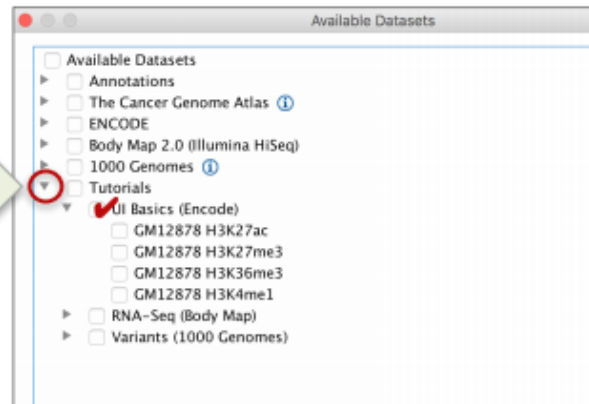 Available Datasets
Available Datasets
Annotations
The Cancer Genome Atlas
ENCODE
Body Map 2.0 (Illumina HiSeq)
1000 Genomes
Tutorials
UI Basics (Encode)
GM12878 H3K27ac
GM12878 H3K27me3
GM12878 H3K36me3
GM12878 H3K4me1
RNA-Seq (Body Map)
Variants (1000 Genomes)